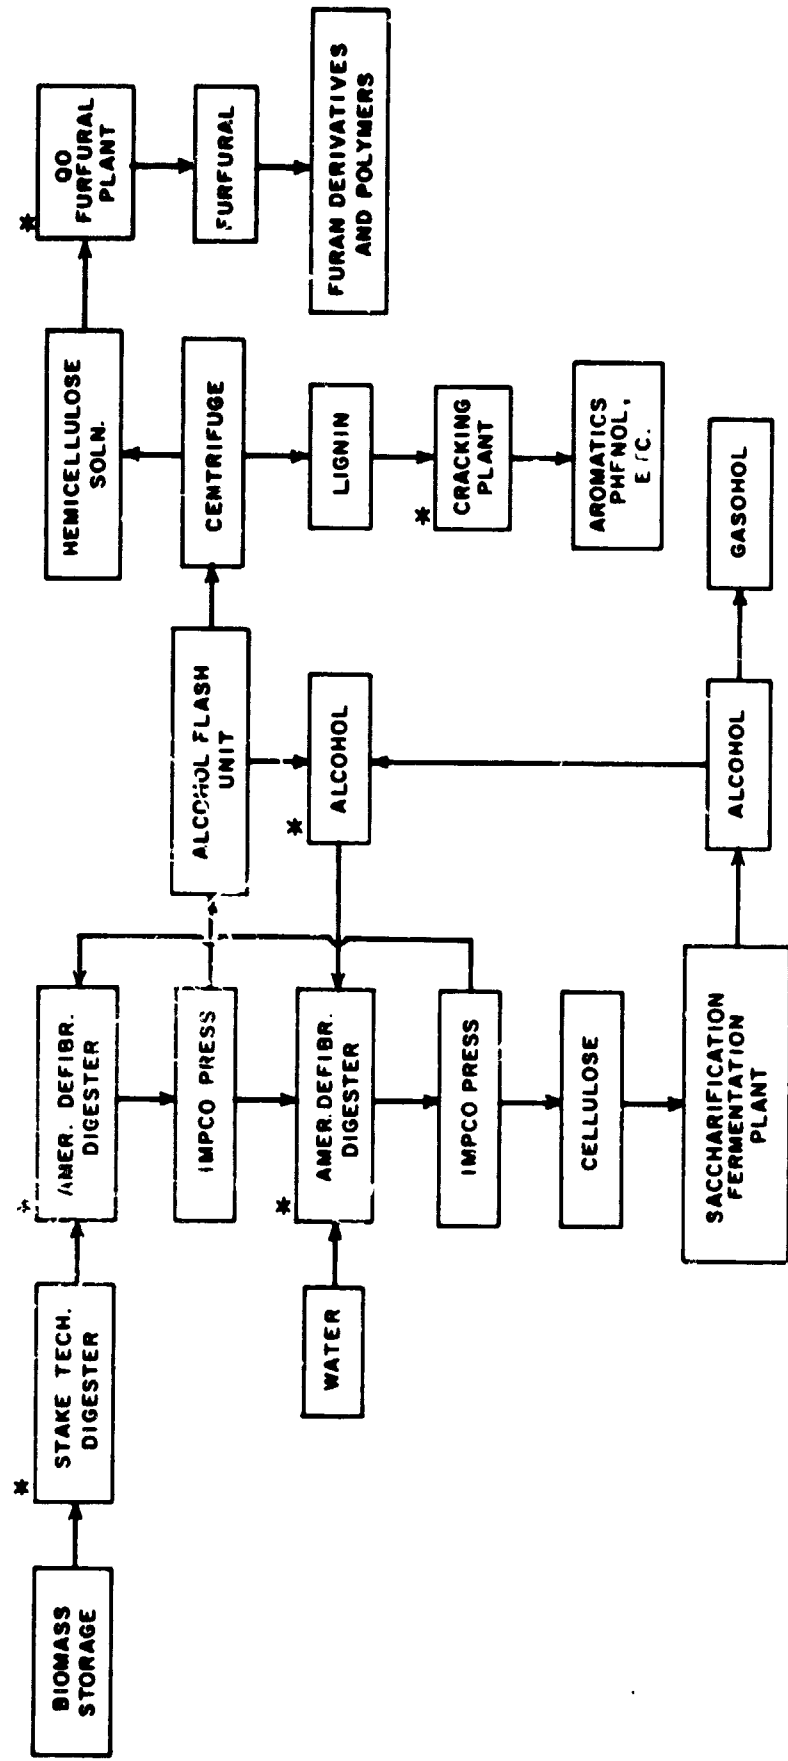 BIOMASS
STORAGE
*
STAKE TECH.
DIGESTER
*
AMER. DEFIBR.
DIGESTER
IMPCO PRESS
WATER
*
AMER. DEFIBR.
DIGESTER
IMPCO PRESS
CELLULOSE
SACCHARIFICATION
FERMENTATION
PLANT
ALCOHOL FLASH
UNIT
*
ALCOHOL
ALCOHOL
GASOHOL
HEMICELLULOSE
SOLN.
CENTRIFUGE
LIGNIN
*
CRACKING
PLANT
AROMATICS
PHENOL,
ETC.
*
QO
FURFURAL
PLANT
FURFURAL
FURAN DERIVATIVES
AND POLYMERS